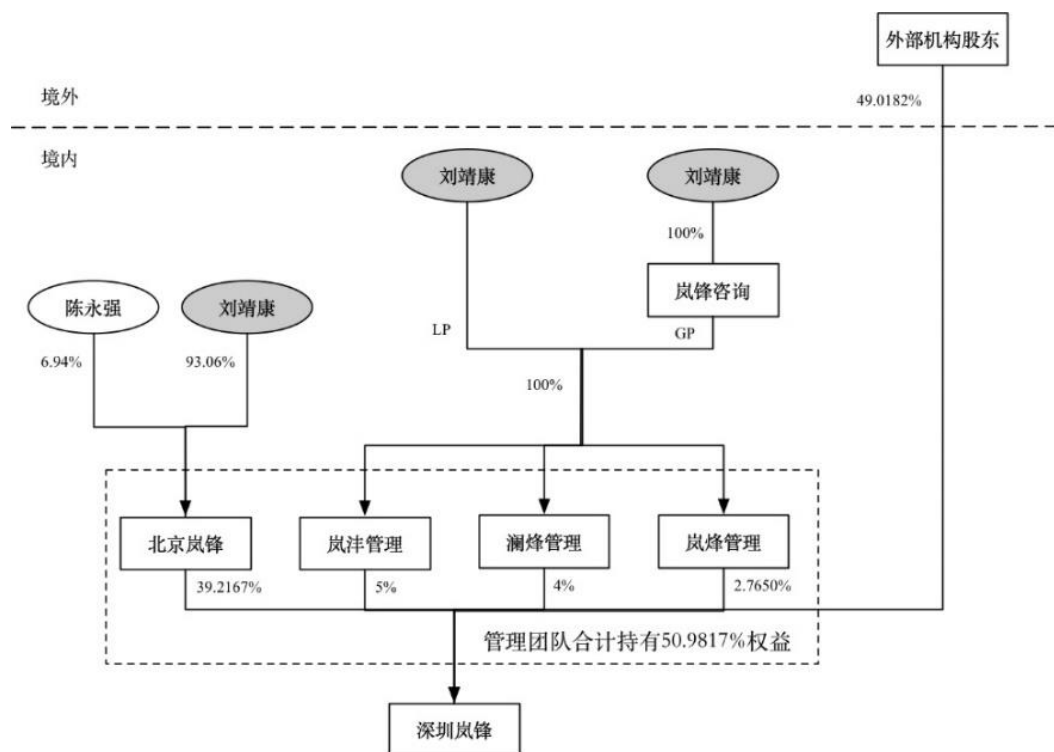 外部机构股东
境外
49.0182%
境内
刘靖康
刘靖康
100%
岚锋咨询
陈永强
刘靖康
LP
GP
6.94%
93.06%
100%
北京岚锋
岚沣管理
澜烽管理
岚烽管理
39.2167%
5%
4%
2.7650%
管理团队合计持有50.9817%权益
深圳岚锋